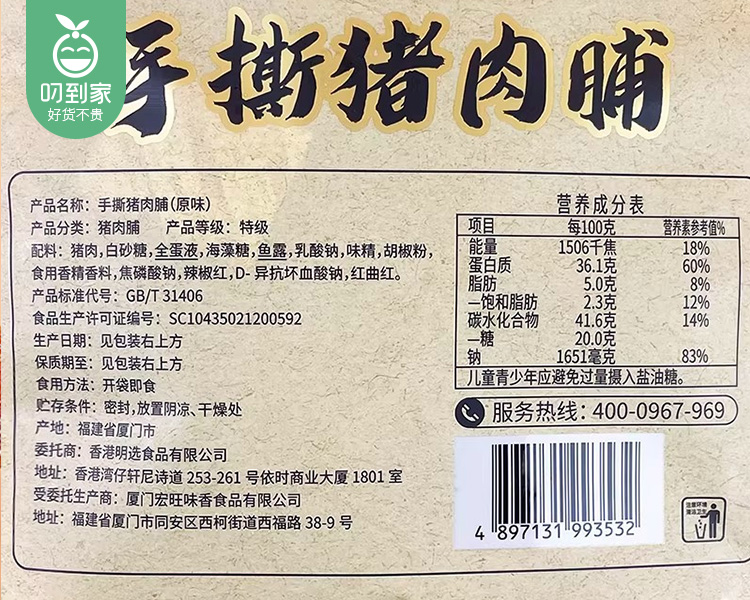 叨到家
好货不贵
手撕猪肉脯
产品名称：手撕猪肉脯(原味)
产品分类：猪肉脯 产品等级：特级
配料：猪肉,白砂糖,全蛋液,海藻糖,鱼露,乳酸钠,味精,胡椒粉,
食用香精香料,焦磷酸钠,辣椒红,D-异抗坏血酸钠,红曲红。
产品标准代号：GB/T 31406
食品生产许可证编号：SC10435021200592
生产日期：见包装右上方
保质期至：见包装右上方
食用方法：开袋即食
贮存条件：密封,放置阴凉、干燥处
产地：福建省厦门市
委托商：香港明选食品有限公司
地址：香港湾仔轩尼诗道 253-261 号依时商业大厦 1801 室
受委托生产商：厦门宏旺味香食品有限公司
地址：福建省厦门市同安区西柯街道西福路 38-9 号
营养成分表
项目 每100克 营养素参考值%
能量 1506千焦 18%
蛋白质 36.1克 60%
脂肪 5.0克 8%
—饱和脂肪 2.3克 12%
碳水化合物 41.6克 14%
—糖 20.0克
钠 1651毫克 83%
儿童青少年应避免过量摄入盐油糖。
服务热线：400-0967-969
4 897131 993532
注意环境
清洁卫生